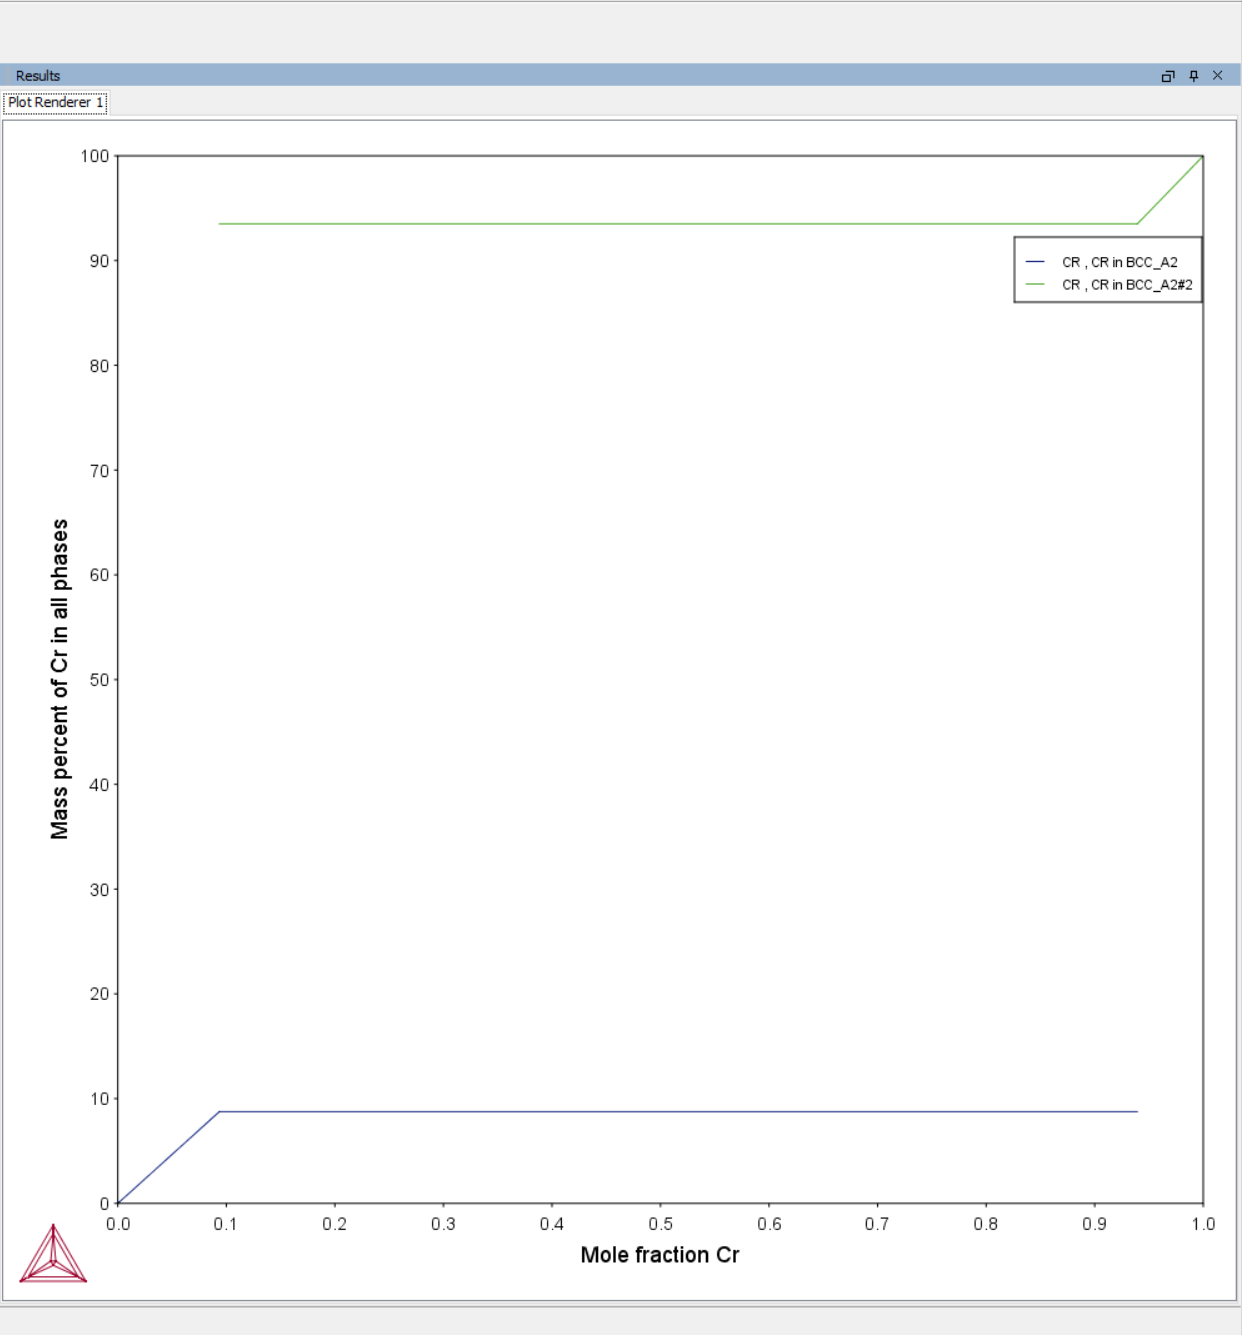 Results
Plot Renderer 1
100
90
80
70
60
50
40
30
20
10
0
Mass percent of Cr in all phases
CR , CR in BCC_A2
CR , CR in BCC_A2#2
0.0 0.1 0.2 0.3 0.4 0.5 0.6 0.7 0.8 0.9 1.0
Mole fraction Cr